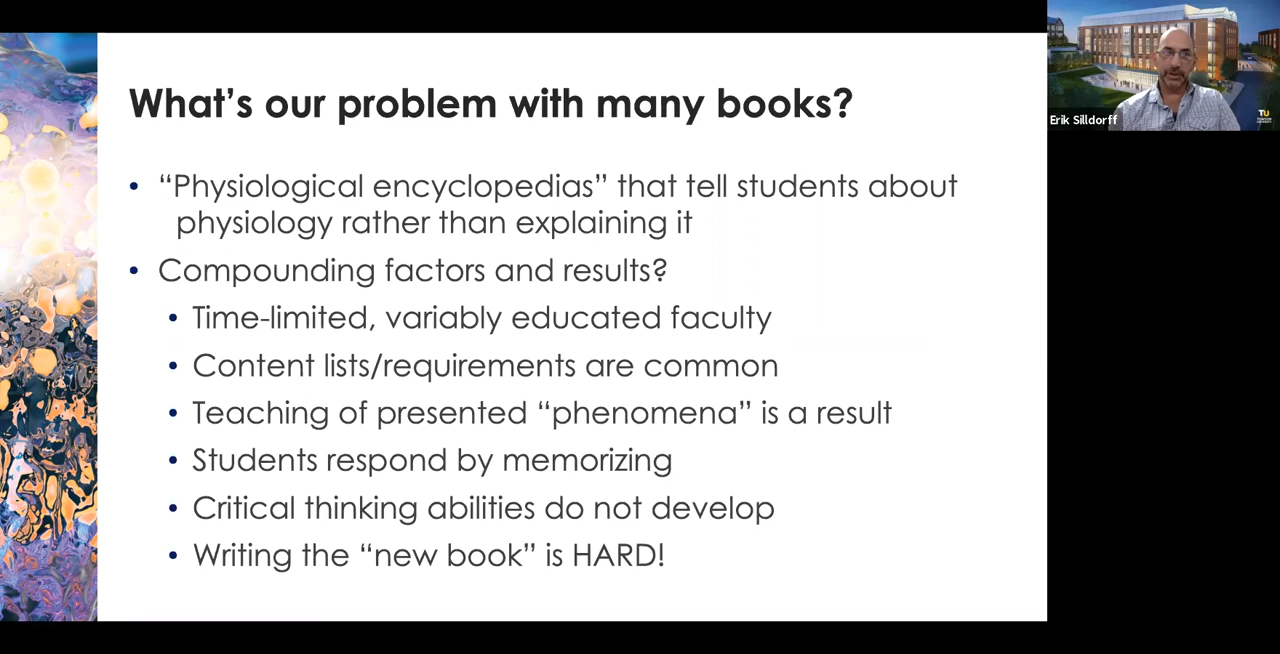 What’s our problem with many books?
• “Physiological encyclopedias” that tell students about
physiology rather than explaining it
• Compounding factors and results?
• Time-limited, variably educated faculty
• Content lists/requirements are common
• Teaching of presented “phenomena” is a result
• Students respond by memorizing
• Critical thinking abilities do not develop
• Writing the “new book” is HARD!
Erik Silldorff
TU